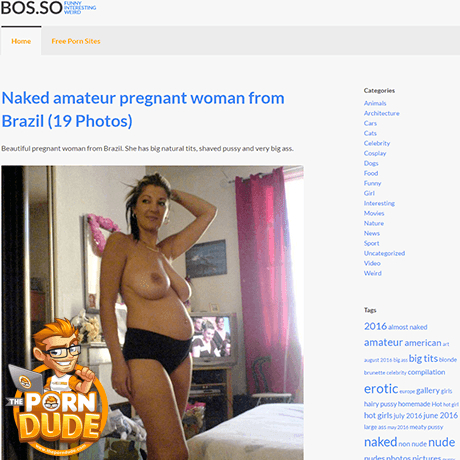 BOS.SO
FUNNY
INTERESTING
WEIRD
Home
Free Porn Sites
Naked amateur pregnant woman from
Brazil (19 Photos)
Beautiful pregnant woman from Brazil. She has big natural tits, shaved pussy and very big ass.
THE
PORN
DUDE
Categories
Animals
Architecture
Cars
Cats
Celebrity
Cosplay
Dogs
Food
Funny
Girl
Interesting
Movies
Nature
News
Sport
Uncategorized
Video
Weird
Tags
2016 almost naked
amateur american art
august 2016 big ass big tits blonde
brunette celebrity compilation
erotic europe gallery girls
hairy pussy homemade Hot hot girl
hot girls july 2016 june 2016
large ass may 2016 meaty pussy
naked non nude nude
nudes photos pictures